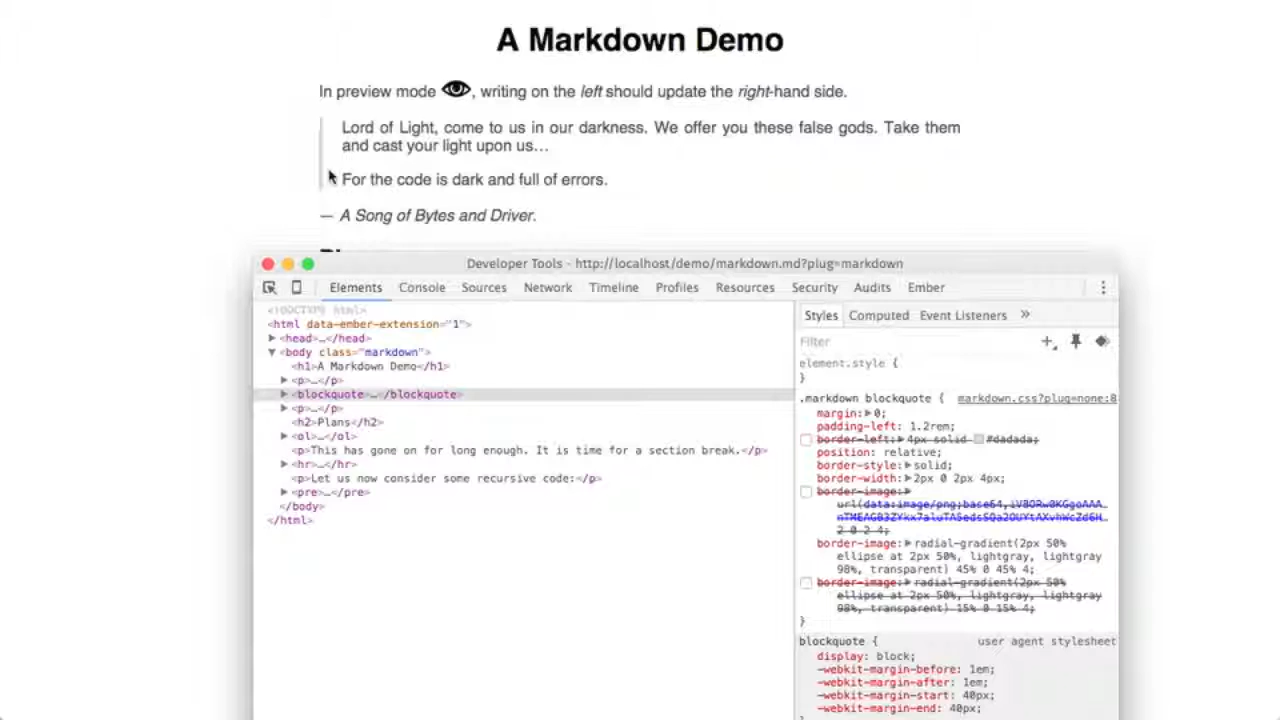 A Markdown Demo
In preview mode , writing on the left should update the right-hand side.
Lord of Light, come to us in our darkness. We offer you these false gods. Take them
and cast your light upon us…
For the code is dark and full of errors.
— A Song of Bytes and Driver.
Developer Tools - http://localhost/demo/markdown.md?plug=markdown
Elements Console Sources Network Timeline Profiles Resources Security Audits Ember
<!DOCTYPE html>
<html data-ember-extension="1">
<head>…</head>
<body class="markdown">
<h1>A Markdown Demo</h1>
<p>…</p>
<blockquote>…</blockquote>
<p>…</p>
<h2>Plans</h2>
<ol>…</ol>
<p>This has gone on for long enough. It is time for a section break.</p>
<hr>…</hr>
<p>Let us now consider some recursive code:</p>
<pre>…</pre>
</body>
</html>
Styles Computed Event Listeners »
Filter
element.style {
}
.markdown blockquote { markdown.css?plug=none:8
margin: 0;
padding-left: 1.2rem;
border-left: 4px solid #dadada;
position: relative;
border-style: solid;
border-width: 2px 0 2px 4px;
border-image:
url(data:image/png;base64,
2 0 2 4;
border-image: radial-gradient(2px 50%
ellipse at 2px 50%, lightgray, lightgray
98%, transparent) 45% 0 45% 4;
border-image: radial-gradient(2px 50%
ellipse at 2px 50%, lightgray, lightgray
98%, transparent) 15% 0 15% 4;
}
blockquote { user agent stylesheet
display: block;
-webkit-margin-before: 1em;
-webkit-margin-after: 1em;
-webkit-margin-start: 40px;
-webkit-margin-end: 40px;